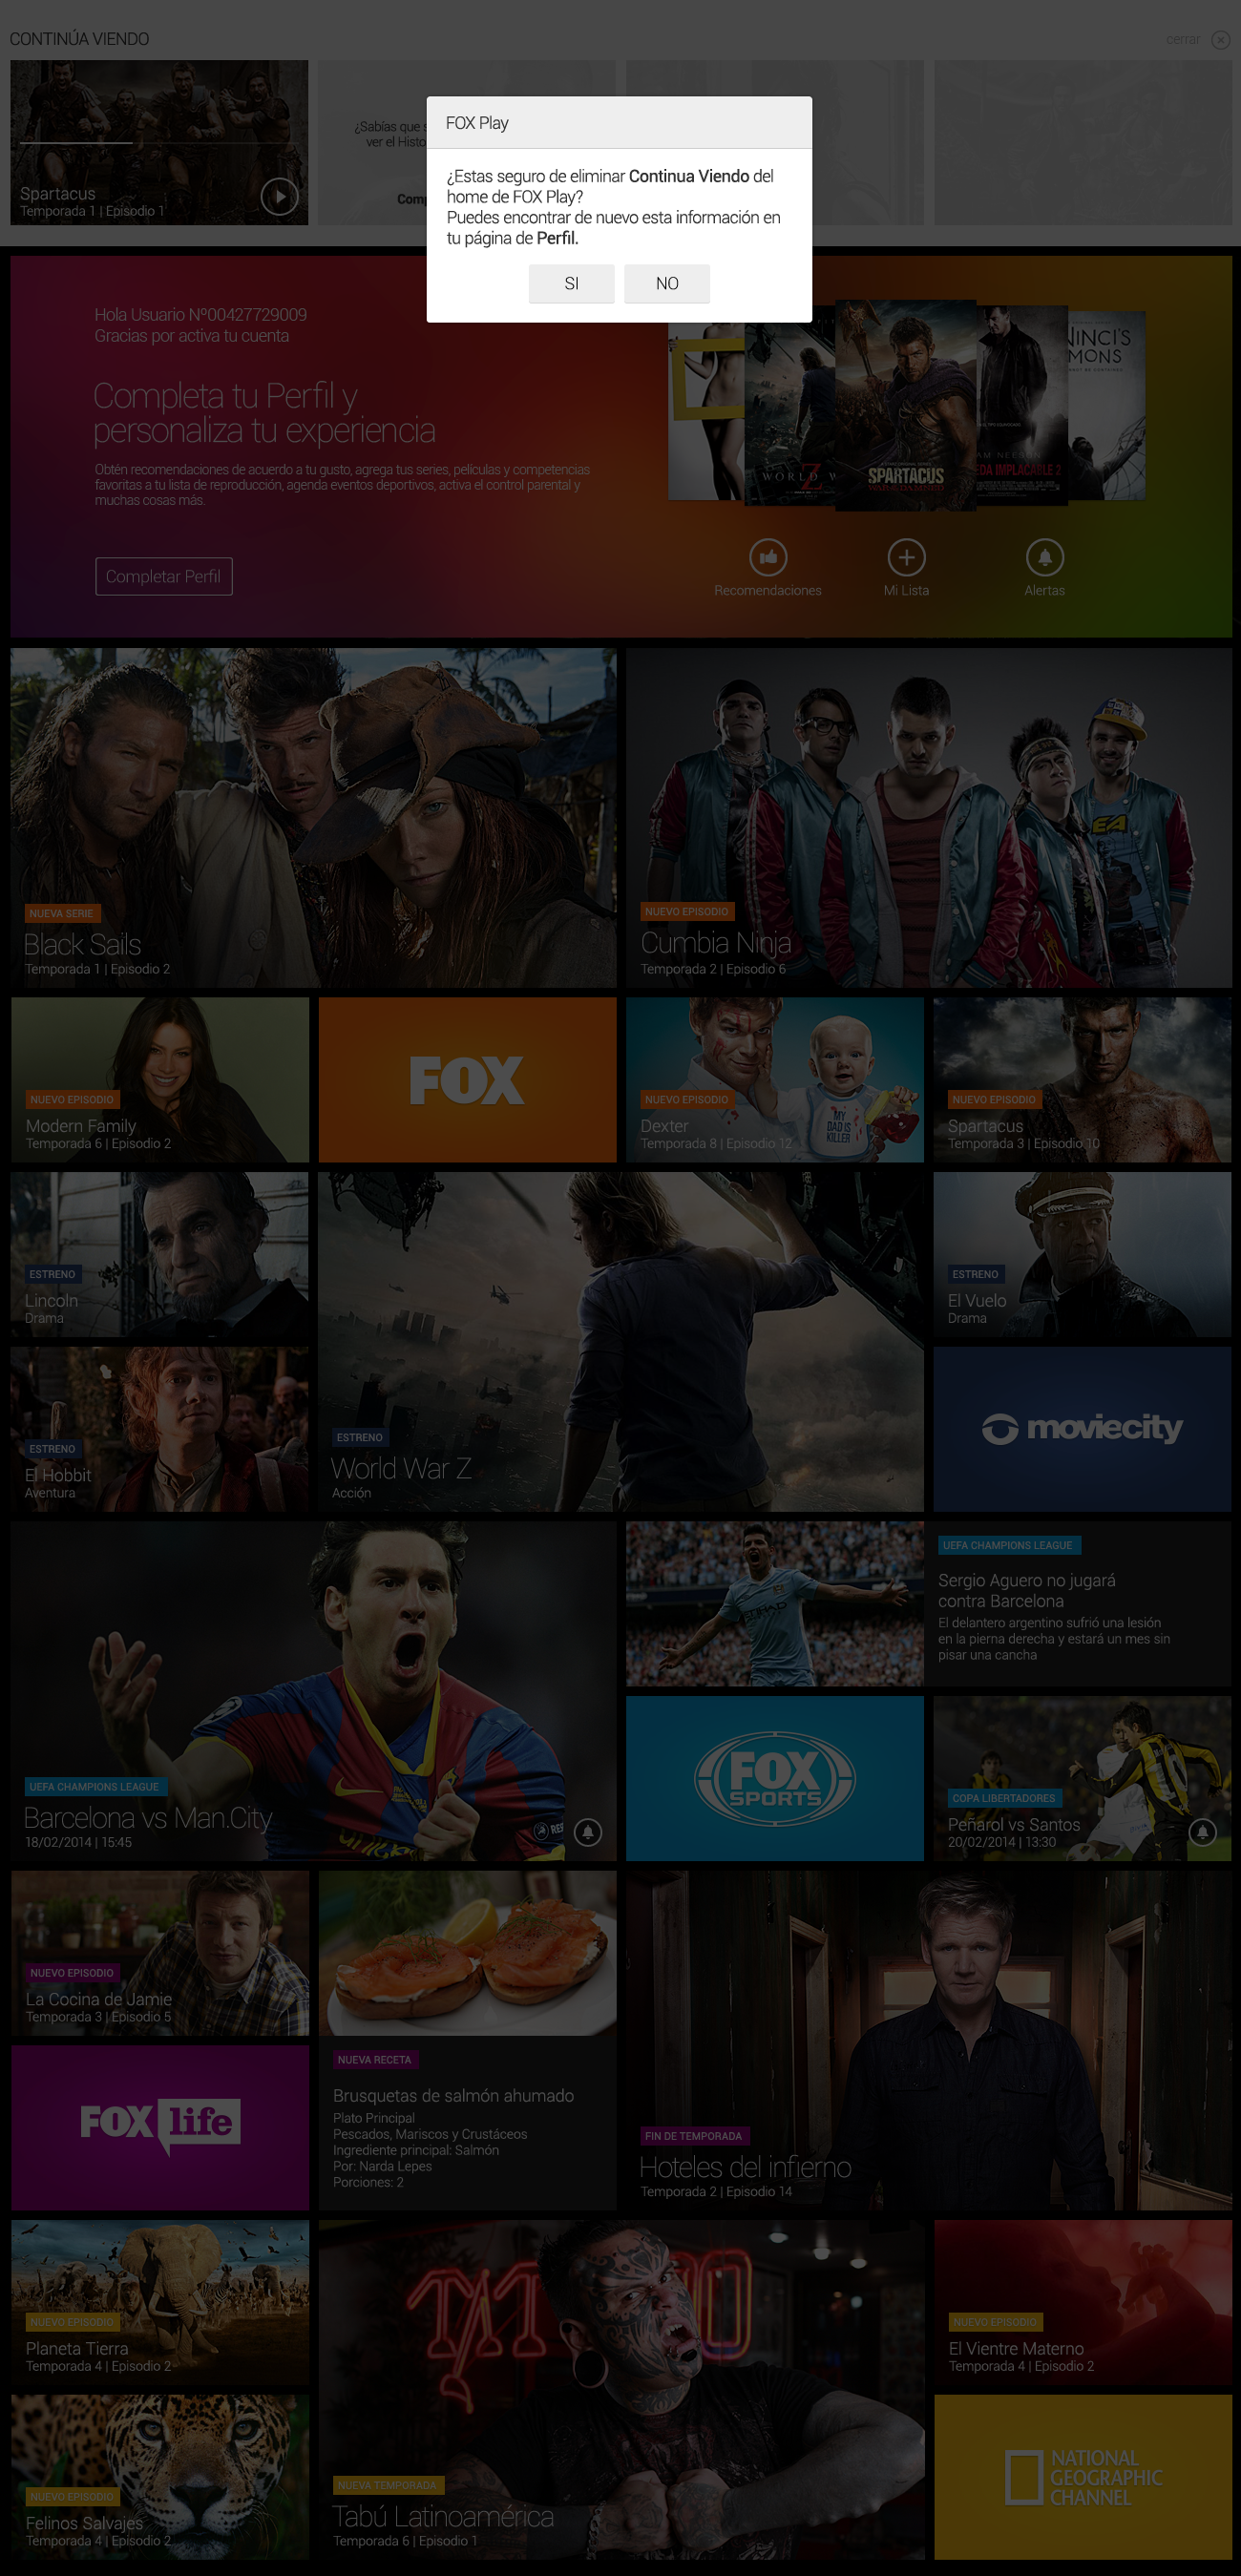 CONTINÚA VIENDO
cerrar
Spartacus
Temporada 1 | Episodio 1
¿Sabías que
ver el
FOX Play
¿Estas seguro de eliminar Continua Viendo del
home de FOX Play?
Puedes encontrar de nuevo esta información en
tu página de Perfil.
SI
NO
Hola Usuario Nº00427729009
Gracias por activa tu cuenta
Completa tu Perfil y
personaliza tu experiencia
Obtén recomendaciones de acuerdo a tu gusto, agrega tus series, películas y competencias
favoritas a tu lista de reproducción, agenda eventos deportivos, activa el control parental y
muchas cosas más.
Completar Perfil
WORLD
Z
SPARTACUS
IMPLACABLE 2
Recomendaciones
Mi Lista
Alertas
NUEVA SERIE
Black Sails
Temporada 1 | Episodio 2
NUEVO EPISODIO
Cumbia Ninja
Temporada 2 | Episodio 6
NUEVO EPISODIO
Modern Family
Temporada 6 | Episodio 2
FOX
MY
DAD IS
KILLER
NUEVO EPISODIO
Dexter
Temporada 8 | Episodio 12
NUEVO EPISODIO
Spartacus
Temporada 3 | Episodio 10
ESTRENO
Lincoln
Drama
ESTRENO
El Hobbit
Aventura
ESTRENO
World War Z
Acción
ESTRENO
El Vuelo
Drama
moviecity
UEFA CHAMPIONS LEAGUE
Barcelona vs Man.City
18/02/2014 | 15:45
ETIHAD
UEFA CHAMPIONS LEAGUE
Sergio Aguero no jugará
contra Barcelona
El delantero argentino sufrió una lesión
en la pierna derecha y estará un mes sin
pisar una cancha
FOX
SPORTS
COPA LIBERTADORES
Peñarol vs Santos
20/02/2014 | 13:30
NUEVO EPISODIO
La Cocina de Jamie
Temporada 3 | Episodio 5
FOX life
NUEVA RECETA
Brusquetas de salmón ahumado
Plato Principal
Pescados, Mariscos y Crustáceos
Ingrediente principal: Salmón
Por: Narda Lepes
Porciones: 2
FIN DE TEMPORADA
Hoteles del infierno
Temporada 2 | Episodio 14
NUEVO EPISODIO
Planeta Tierra
Temporada 4 | Episodio 2
NUEVO EPISODIO
Felinos Salvajes
Temporada 4 | Episodio 2
NUEVA TEMPORADA
Tabú Latinoamérica
Temporada 6 | Episodio 1
NUEVO EPISODIO
El Vientre Materno
Temporada 4 | Episodio 2
NATIONAL
GEOGRAPHIC
CHANNEL